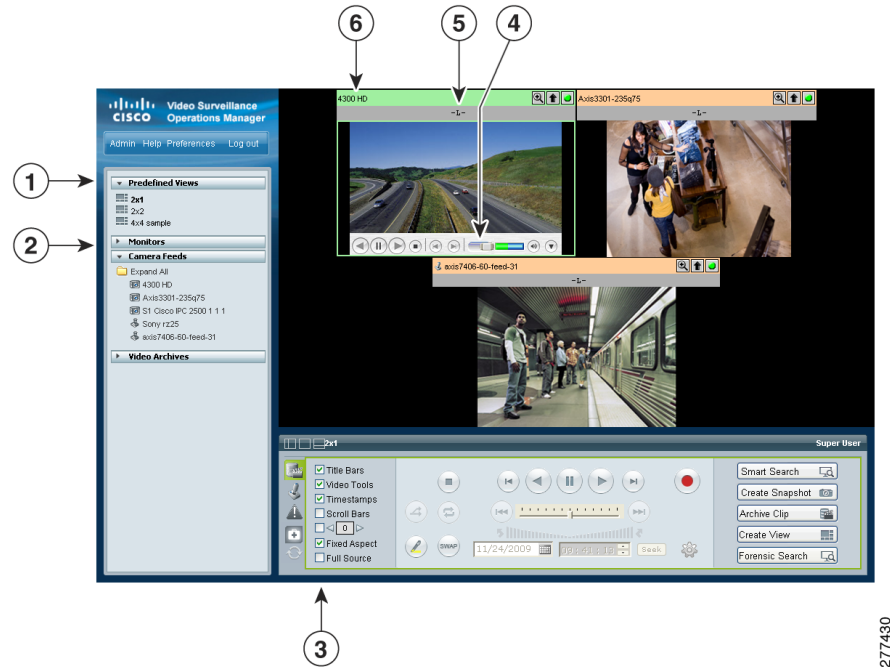 6
5
4
CISCO
Video Surveillance
Operations Manager
Admin Help Preferences Log out
1
Predefined Views
2x1
2x2
4x4 sample
2
Monitors
Camera Feeds
Expand All
4300 HD
Axis3301-235q75
S1 Cisco IPC 2500 1 1 1
Sony rz25
axis7406-60-feed-31
Video Archives
4300 HD
-L-
Axis3301-235q75
-L-
axis7406-60-feed-31
-L-
2x1
Super User
Title Bars
Video Tools
Timestamps
Scroll Bars
0
Fixed Aspect
Full Source
SWAP
11/24/2009
Seek
Smart Search
Create Snapshot
Archive Clip
Create View
Forensic Search
3
277430